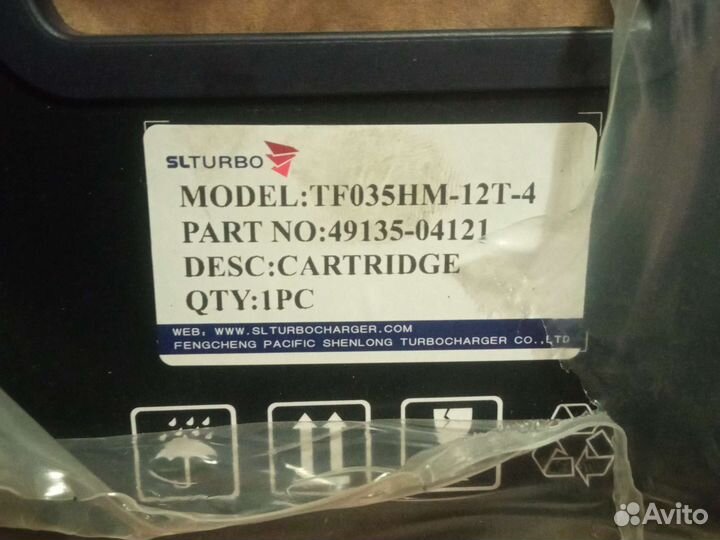 SLTURBO
MODEL:TF035HM-12T-4
PART NO:49135-04121
DESC:CARTRIDGE
QTY:1PC
WEB: WWW.SLTURBOCHARGER.COM
FENGCHENG PACIFIC SHENLONG TURBOCHARGER CO.,LTD
Avito